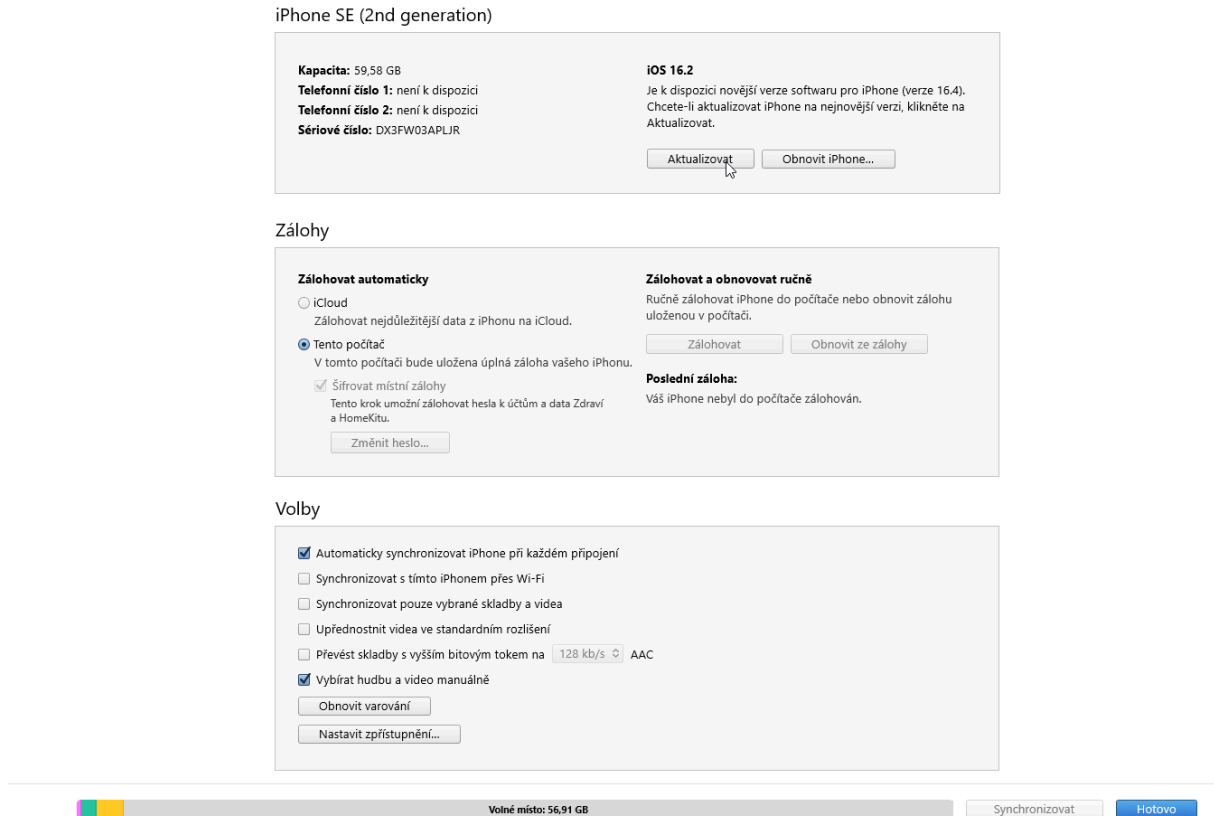 iPhone SE (2nd generation)
Kapacita: 59,58 GB
Telefonní číslo 1: není k dispozici
Telefonní číslo 2: není k dispozici
Sériové číslo: DX3FW03APLJR
iOS 16.2
Je k dispozici novější verze softwaru pro iPhone (verze 16.4).
Chcete-li aktualizovat iPhone na nejnovější verzi, klikněte na
Aktualizovat.
Aktualizovat
Obnovit iPhone...
Zálohy
Zálohovat automaticky
iCloud
Zálohovat nejdůležitější data z iPhonu na iCloud.
Tento počítač
V tomto počítači bude uložena úplná záloha vašeho iPhonu.
Šifrovat místní zálohy
Tento krok umožní zálohovat hesla k účtům a data Zdraví
a HomeKitu.
Změnit heslo...
Zálohovat a obnovovat ručně
Ručně zálohovat iPhone do počítače nebo obnovit zálohu
uloženou v počítači.
Zálohovat
Obnovit ze zálohy
Poslední záloha:
Váš iPhone nebyl do počítače zálohován.
Volby
Automaticky synchronizovat iPhone při každém připojení
Synchronizovat s tímto iPhonem přes Wi-Fi
Synchronizovat pouze vybrané skladby a videa
Upřednostnit videa ve standardním rozlišení
Převést skladby s vyšším bitovým tokem na 128 kb/s AAC
Vybírat hudbu a video manuálně
Obnovit varování
Nastavit zpřístupnění...
Volné místo: 56,91 GB
Synchronizovat
Hotovo